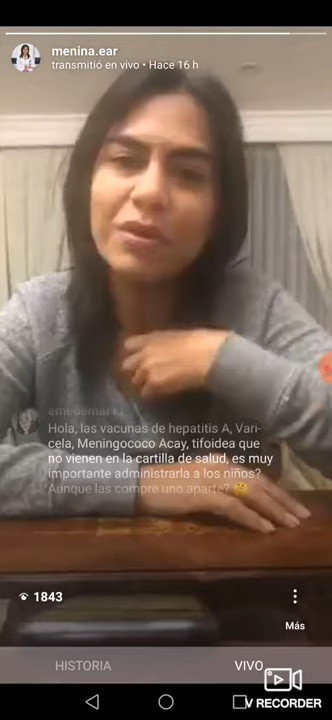 menina.ear
transmitió en vivo • Hace 16 h
Hola, las vacunas de hepatitis A, Vari-
cela, Meningococo Acay, tifoidea que
no vienen en la cartilla de salud, es muy
importante administrarla a los niños?
Aunque las compre uno aparte? 🤔
1843
Más
HISTORIA
VIVO
V RECORDER